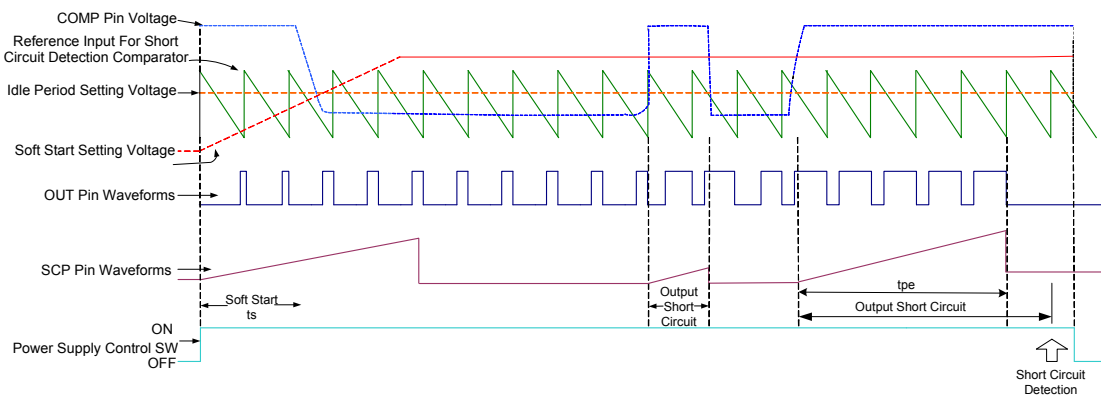 COMP Pin Voltage
Reference Input For Short
Circuit Detection Comparator
Idle Period Setting Voltage
Soft Start Setting Voltage
OUT Pin Waveforms
SCP Pin Waveforms
Soft Start
ts
Output
Short
Circuit
tpe
Output Short Circuit
ON
Power Supply Control SW
OFF
Short Circuit
Detection